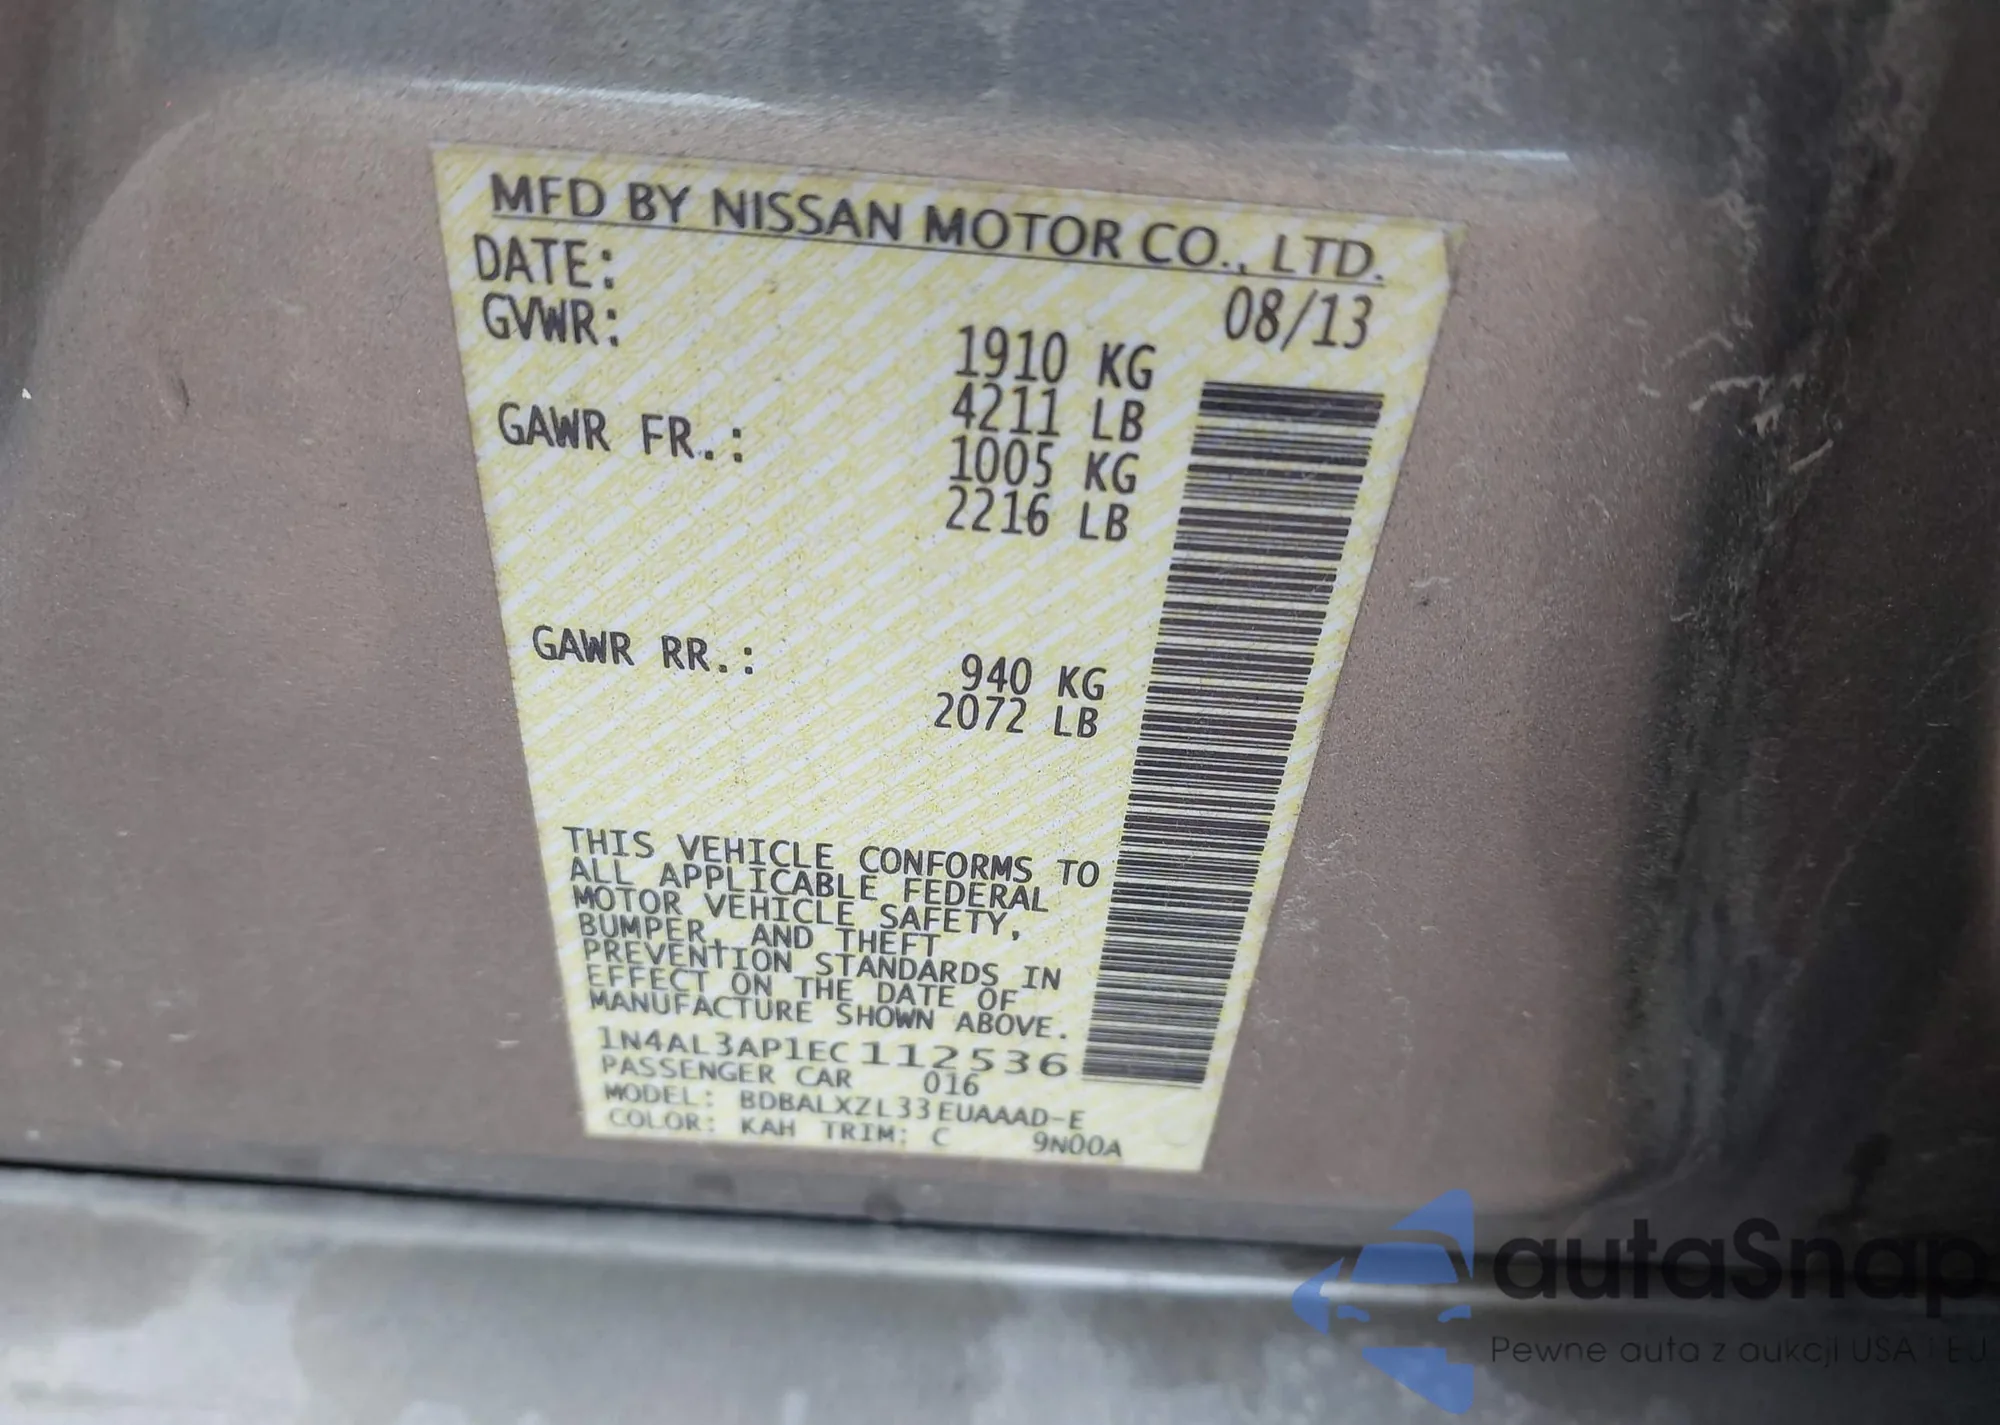 MFD BY NISSAN MOTOR CO., LTD.
DATE: 08/13
GVWR: 1910 KG
4211 LB
GAWR FR.: 1005 KG
2216 LB
GAWR RR.: 940 KG
2072 LB
THIS VEHICLE CONFORMS TO
ALL APPLICABLE FEDERAL
MOTOR VEHICLE SAFETY,
BUMPER, AND THEFT
PREVENTION STANDARDS IN
EFFECT ON THE DATE OF
MANUFACTURE SHOWN ABOVE.
1N4AL3AP1EC112536
PASSENGER CAR 016
MODEL: BDBALXZL33EUAAAD-E
COLOR: KAH TRIM: C 9N00A
autaSnap
Pewne auta z aukcji USA i EU